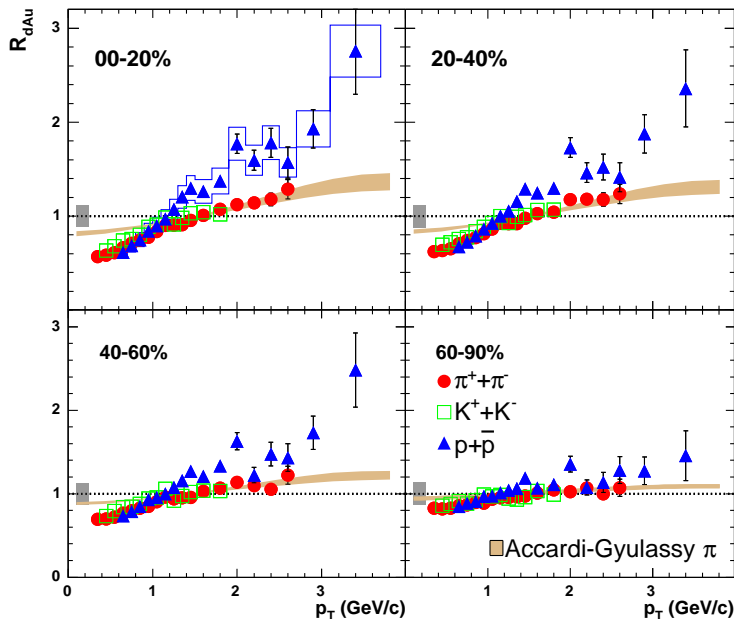 R_dAu
3
00-20%
20-40%
2
1
3
40-60%
60-90%
π⁺+π⁻
K⁺+K⁻
2
p+p̅
1
Accardi-Gyulassy π
0
0 1 2 3
1 2 3
p_T (GeV/c)
p_T (GeV/c)